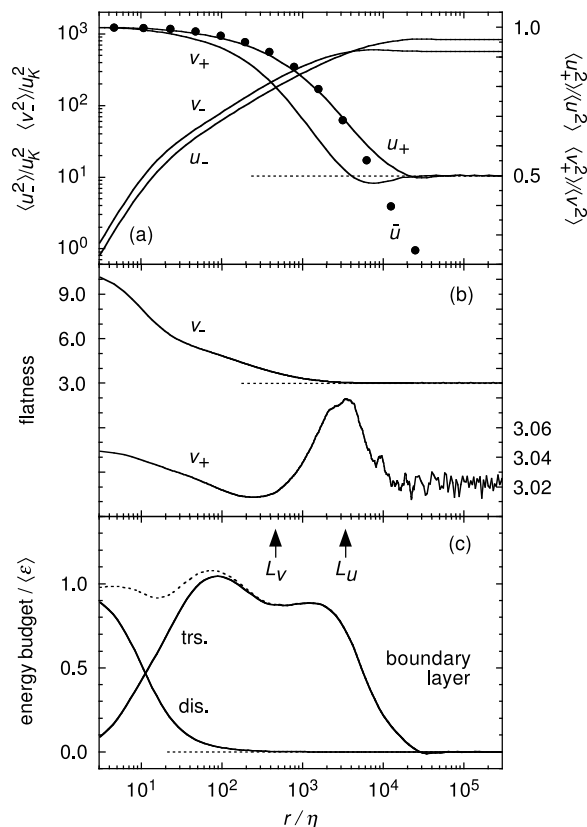 10³
10²
10¹
10⁰
⟨u₋²⟩/u_K² ⟨v₋²⟩/u_K²
1.0
0.5
⟨u₊²⟩/⟨u²⟩
⟨v₊²⟩/⟨v²⟩
v₊
v₋
u₋
u₊
ū
(a)
(b)
9.0
6.0
3.0
flatness
v₋
v₊
3.06
3.04
3.02
(c)
L_v
L_u
1.0
0.5
0.0
energy budget / ⟨ε⟩
trs.
dis.
boundary
layer
10¹ 10² 10³ 10⁴ 10⁵
r / η